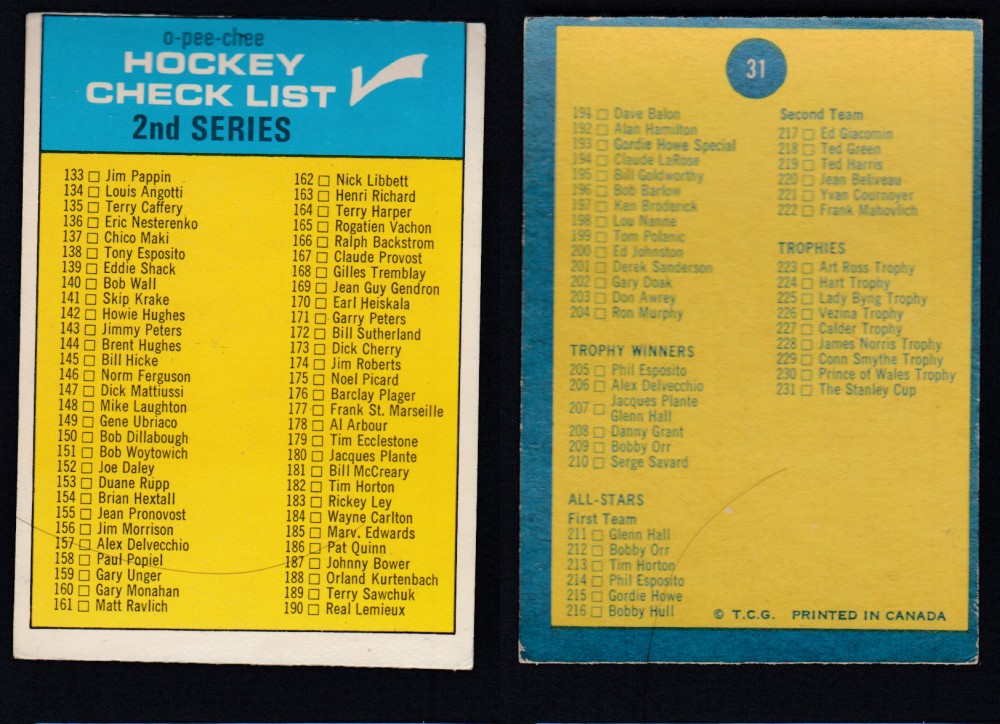 o-pee-chee
HOCKEY
CHECK LIST
2nd SERIES
133 Jim Pappin
134 Louis Angotti
135 Terry Caffery
136 Eric Nesterenko
137 Chico Maki
138 Tony Esposito
139 Eddie Shack
140 Bob Wall
141 Skip Krake
142 Howie Hughes
143 Jimmy Peters
144 Brent Hughes
145 Bill Hicke
146 Norm Ferguson
147 Dick Mattiussi
148 Mike Laughton
149 Gene Ubriaco
150 Bob Dillabough
151 Bob Woytowich
152 Joe Daley
153 Duane Rupp
154 Brian Hextall
155 Jean Pronovost
156 Jim Morrison
157 Alex Delvecchio
158 Paul Popiel
159 Gary Unger
160 Gary Monahan
161 Matt Ravlich
162 Nick Libbett
163 Henri Richard
164 Terry Harper
165 Rogatien Vachon
166 Ralph Backstrom
167 Claude Provost
168 Gilles Tremblay
169 Jean Guy Gendron
170 Earl Heiskala
171 Garry Peters
172 Bill Sutherland
173 Dick Cherry
174 Jim Roberts
175 Noel Picard
176 Barclay Plager
177 Frank St. Marseille
178 Al Arbour
179 Tim Ecclestone
180 Jacques Plante
181 Bill McCreary
182 Tim Horton
183 Rickey Ley
184 Wayne Carlton
185 Marv. Edwards
186 Pat Quinn
187 Johnny Bower
188 Orland Kurtenbach
189 Terry Sawchuk
190 Real Lemieux
31
191 Dave Balon
192 Alan Hamilton
193 Gordie Howe Special
194 Claude LaRose
195 Bill Goldworthy
196 Bob Barlow
197 Ken Broderick
198 Lou Nanne
199 Tom Polanic
200 Ed Johnston
201 Derek Sanderson
202 Gary Doak
203 Don Awrey
204 Ron Murphy
TROPHY WINNERS
205 Phil Esposito
206 Alex Delvecchio
207 Jacques Plante
Glenn Hall
208 Danny Grant
209 Bobby Orr
210 Serge Savard
ALL-STARS
First Team
211 Glenn Hall
212 Bobby Orr
213 Tim Horton
214 Phil Esposito
215 Gordie Howe
216 Bobby Hull
Second Team
217 Ed Giacomin
218 Ted Green
219 Ted Harris
220 Jean Beliveau
221 Yvan Cournoyer
222 Frank Mahovlich
TROPHIES
223 Art Ross Trophy
224 Hart Trophy
225 Lady Byng Trophy
226 Vezina Trophy
227 Calder Trophy
228 James Norris Trophy
229 Conn Smythe Trophy
230 Prince of Wales Trophy
231 The Stanley Cup
© T.C.G. PRINTED IN CANADA